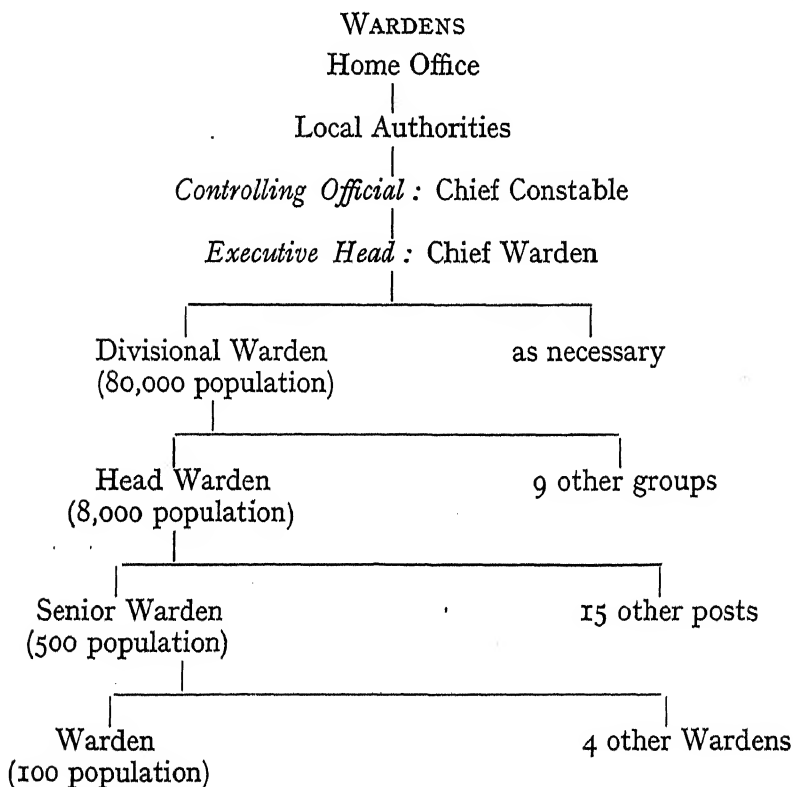 WARDENS
Home Office
Local Authorities
Controlling Official : Chief Constable
Executive Head : Chief Warden
Divisional Warden
(80,000 population)
as necessary
Head Warden
(8,000 population)
9 other groups
Senior Warden
(500 population)
15 other posts
Warden
(100 population)
4 other Wardens